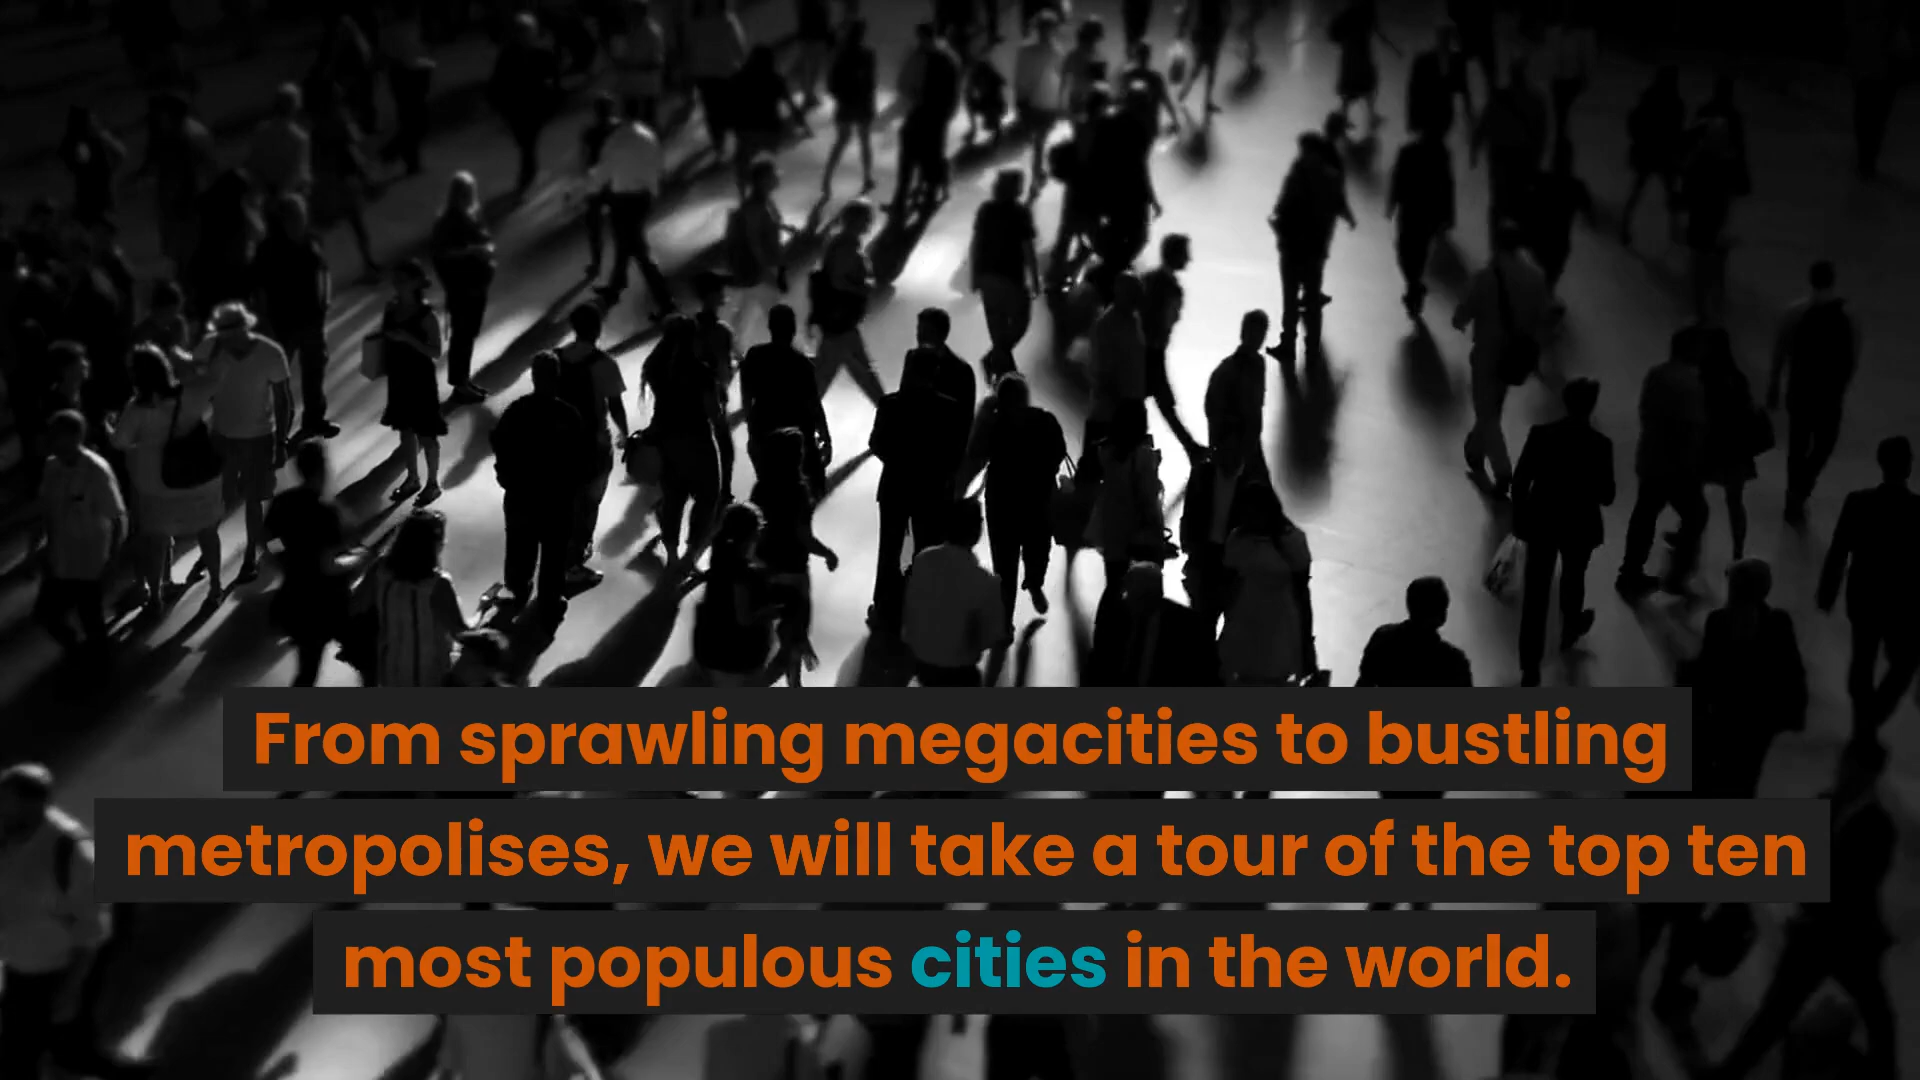 From sprawling megacities to bustling
metropolises, we will take a tour of the top ten
most populous cities in the world.